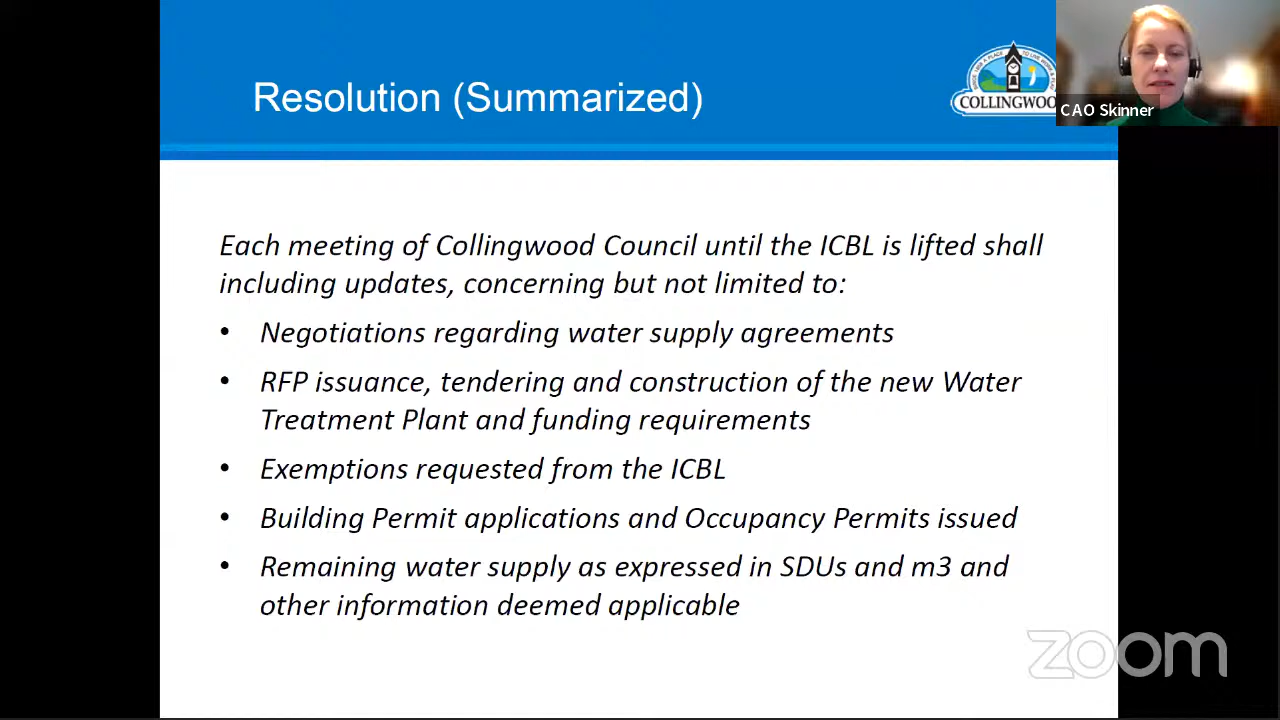 Resolution (Summarized)
COLLINGWOO
CAO Skinner
Each meeting of Collingwood Council until the ICBL is lifted shall
including updates, concerning but not limited to:
• Negotiations regarding water supply agreements
• RFP issuance, tendering and construction of the new Water
Treatment Plant and funding requirements
• Exemptions requested from the ICBL
• Building Permit applications and Occupancy Permits issued
• Remaining water supply as expressed in SDUs and m3 and
other information deemed applicable
zoom